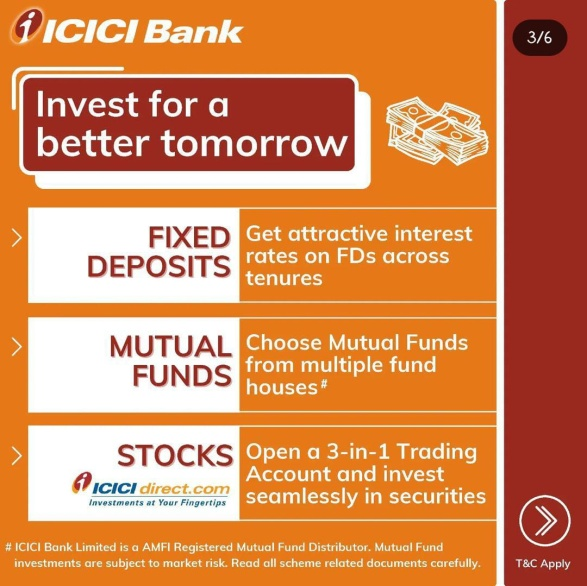 ICICI Bank
3/6
Invest for a
better tomorrow
FIXED
DEPOSITS
Get attractive interest
rates on FDs across
tenures
MUTUAL
FUNDS
Choose Mutual Funds
from multiple fund
houses#
STOCKS
ICICI direct.com
Investments at Your Fingertips
Open a 3-in-1 Trading
Account and invest
seamlessly in securities
# ICICI Bank Limited is a AMFI Registered Mutual Fund Distributor. Mutual Fund
investments are subject to market risk. Read all scheme related documents carefully.
T&C Apply